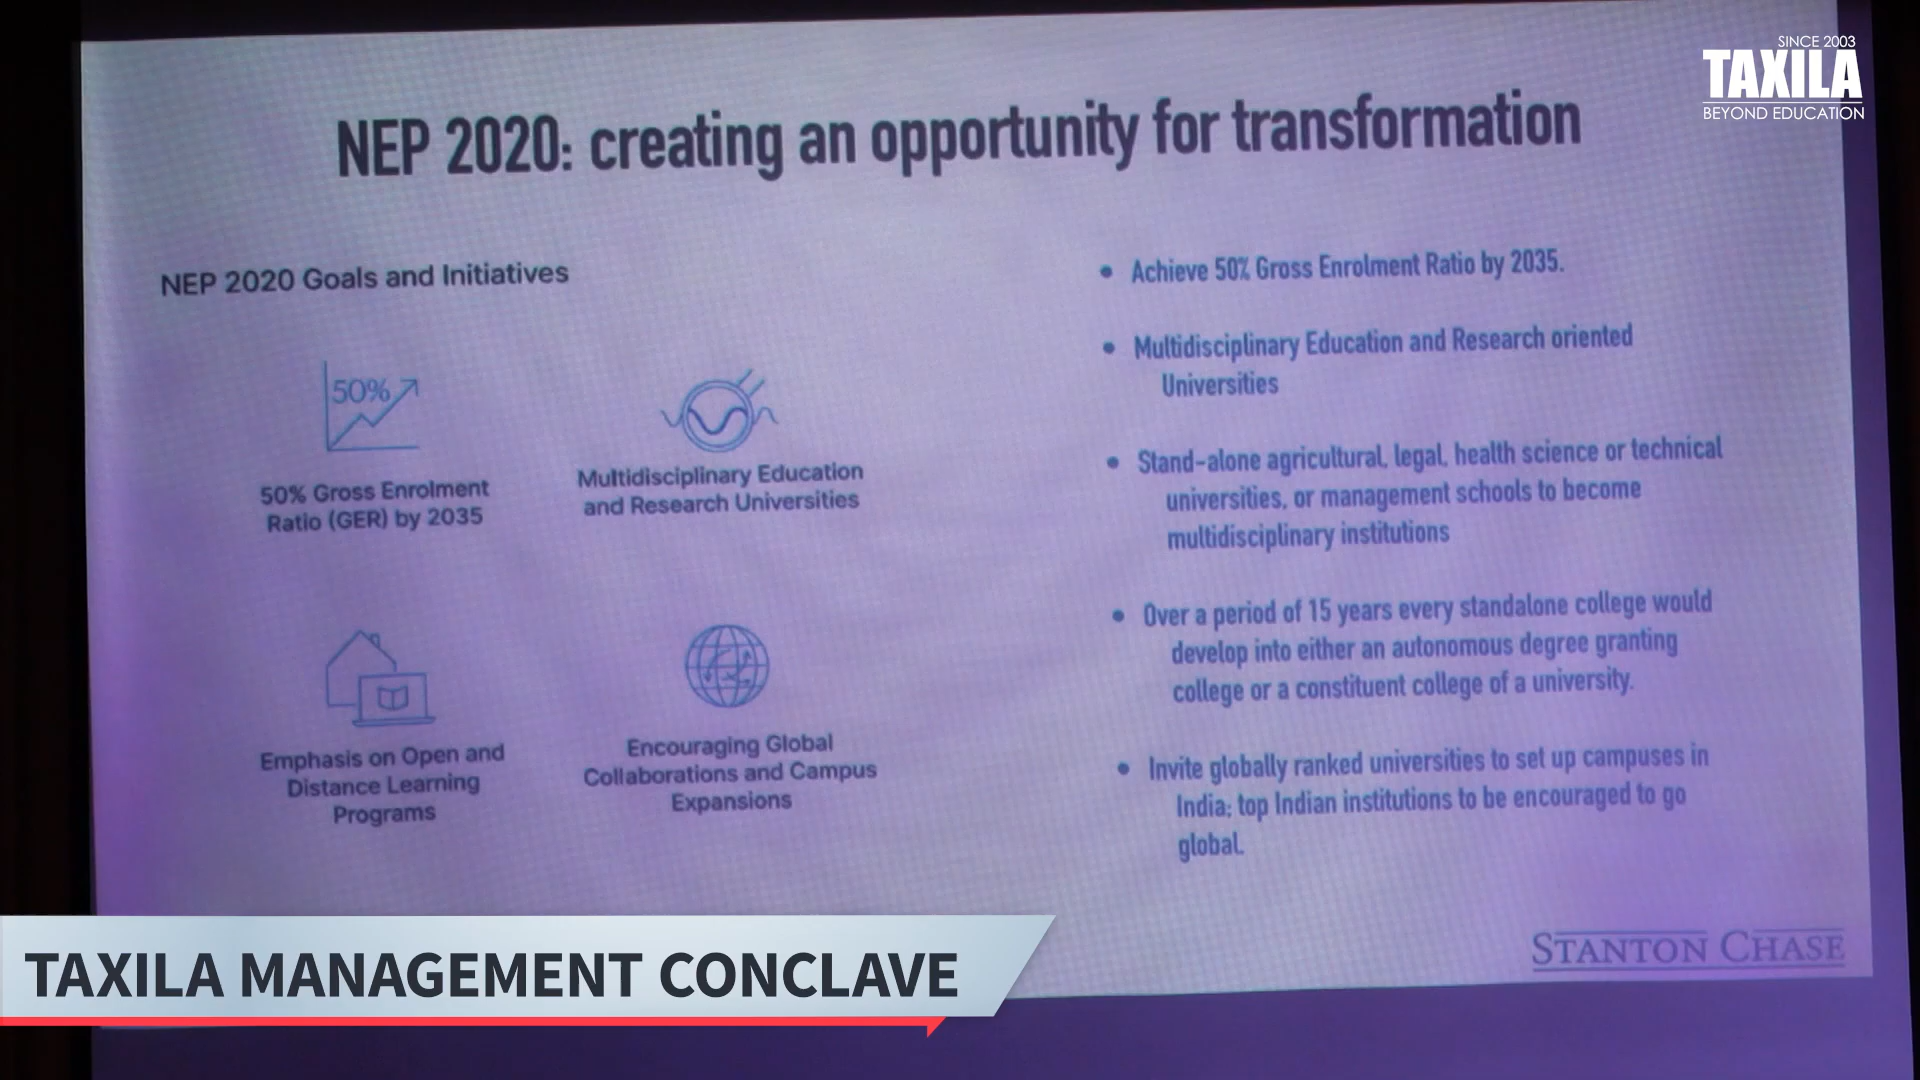 SINCE 2003
TAXILA
BEYOND EDUCATION
NEP 2020: creating an opportunity for transformation
NEP 2020 Goals and Initiatives
50%
50% Gross Enrolment
Ratio (GER) by 2035
Multidisciplinary Education
and Research Universities
Emphasis on Open and
Distance Learning
Programs
Encouraging Global
Collaborations and Campus
Expansions
• Achieve 50% Gross Enrolment Ratio by 2035.
• Multidisciplinary Education and Research oriented
Universities
• Stand-alone agricultural, legal, health science or technical
universities, or management schools to become
multidisciplinary institutions
• Over a period of 15 years every standalone college would
develop into either an autonomous degree granting
college or a constituent college of a university.
• Invite globally ranked universities to set up campuses in
India; top Indian institutions to be encouraged to go
global.
STANTON CHASE
TAXILA MANAGEMENT CONCLAVE